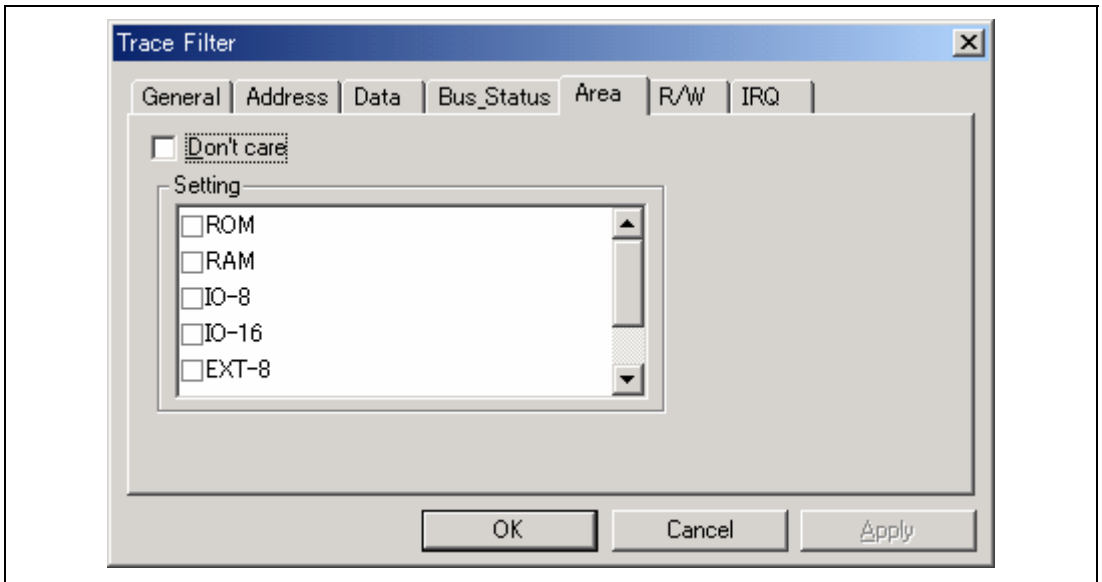 Trace Filter
General Address Data Bus_Status Area R/W IRQ
Don't care
Setting
ROM
RAM
IO-8
IO-16
EXT-8
OK Cancel Apply